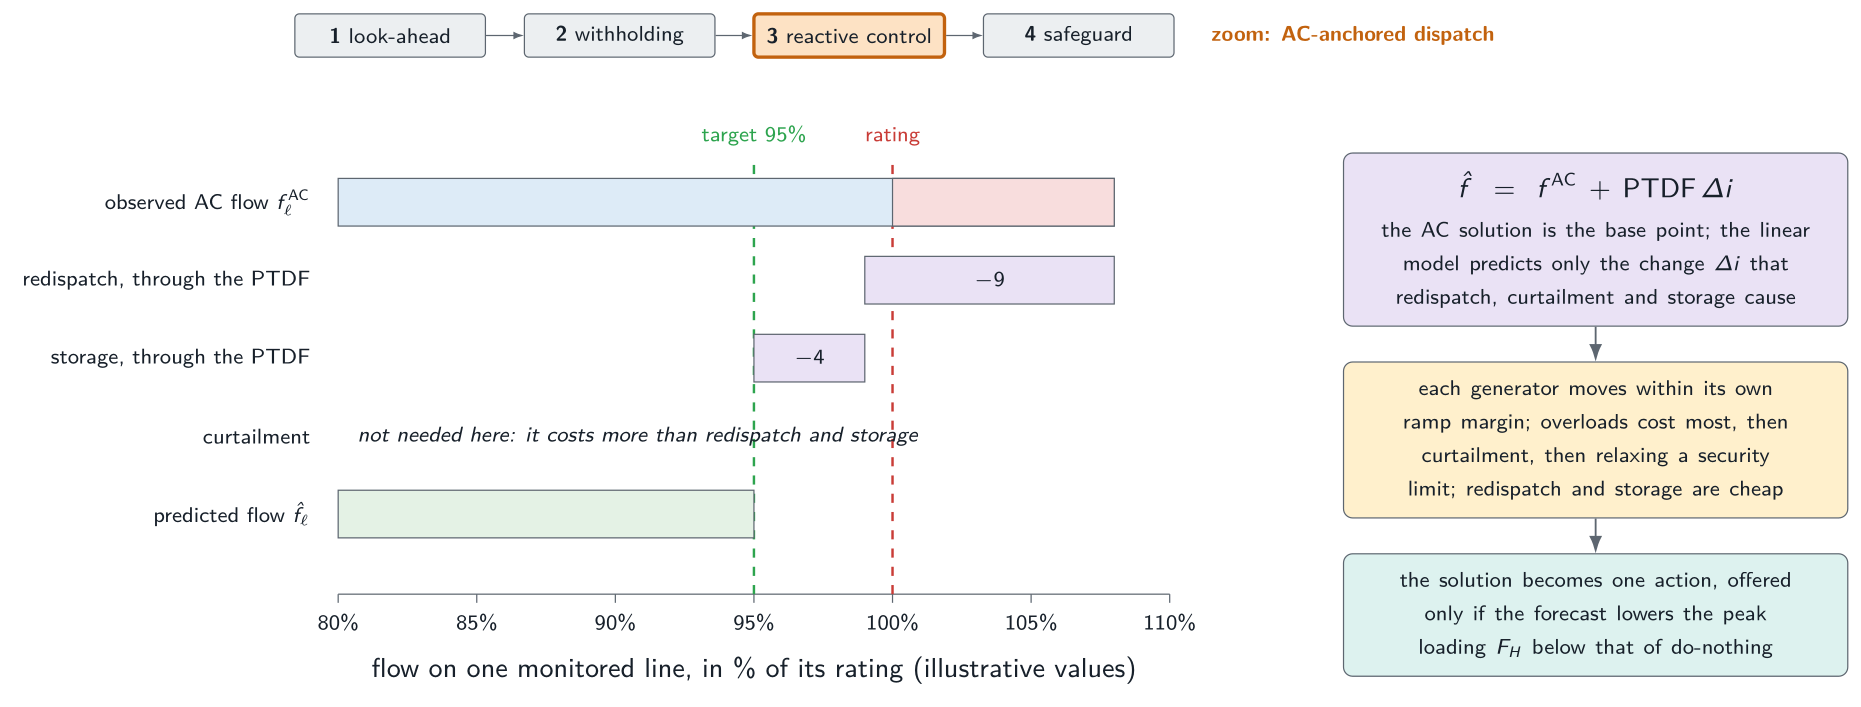 1 look-ahead
2 withholding
3 reactive control
4 safeguard
zoom: AC-anchored dispatch
target 95%
rating
observed AC flow f_ℓ^AC
redispatch, through the PTDF
−9
storage, through the PTDF
−4
curtailment
not needed here: it costs more than redispatch and storage
predicted flow f̂_ℓ
80%
85%
90%
95%
100%
105%
110%
flow on one monitored line, in % of its rating (illustrative values)
f̂ = f^AC + PTDF Δi
the AC solution is the base point; the linear
model predicts only the change Δi that
redispatch, curtailment and storage cause
each generator moves within its own
ramp margin; overloads cost most, then
curtailment, then relaxing a security
limit; redispatch and storage are cheap
the solution becomes one action, offered
only if the forecast lowers the peak
loading F_H below that of do-nothing